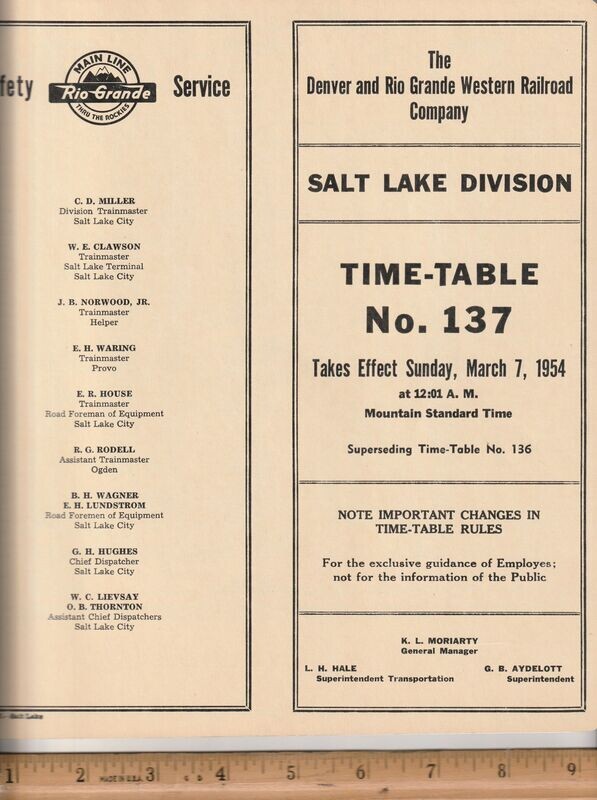 MAIN LINE
Rio Grande
THRU THE ROCKIES
Service
C. D. MILLER
Division Trainmaster
Salt Lake City
W. E. CLAWSON
Trainmaster
Salt Lake Terminal
Salt Lake City
J. B. NORWOOD, JR.
Trainmaster
Helper
E. H. WARING
Trainmaster
Provo
E. R. HOUSE
Trainmaster
Road Foreman of Equipment
Salt Lake City
R. G. RODELL
Assistant Trainmaster
Ogden
B. H. WAGNER
E. H. LUNDSTROM
Road Foremen of Equipment
Salt Lake City
G. H. HUGHES
Chief Dispatcher
Salt Lake City
W. C. LIEVSAY
O. B. THORNTON
Assistant Chief Dispatchers
Salt Lake City
Salt Lake
The
Denver and Rio Grande Western Railroad
Company
SALT LAKE DIVISION
TIME-TABLE
No. 137
Takes Effect Sunday, March 7, 1954
at 12:01 A. M.
Mountain Standard Time
Superseding Time-Table No. 136
NOTE IMPORTANT CHANGES IN
TIME-TABLE RULES
For the exclusive guidance of Employes;
not for the information of the Public
K. L. MORIARTY
General Manager
L. H. HALE
Superintendent Transportation
G. B. AYDELOTT
Superintendent
1 2 MADE IN U.S.A. 3 4 5 6 7 8 9